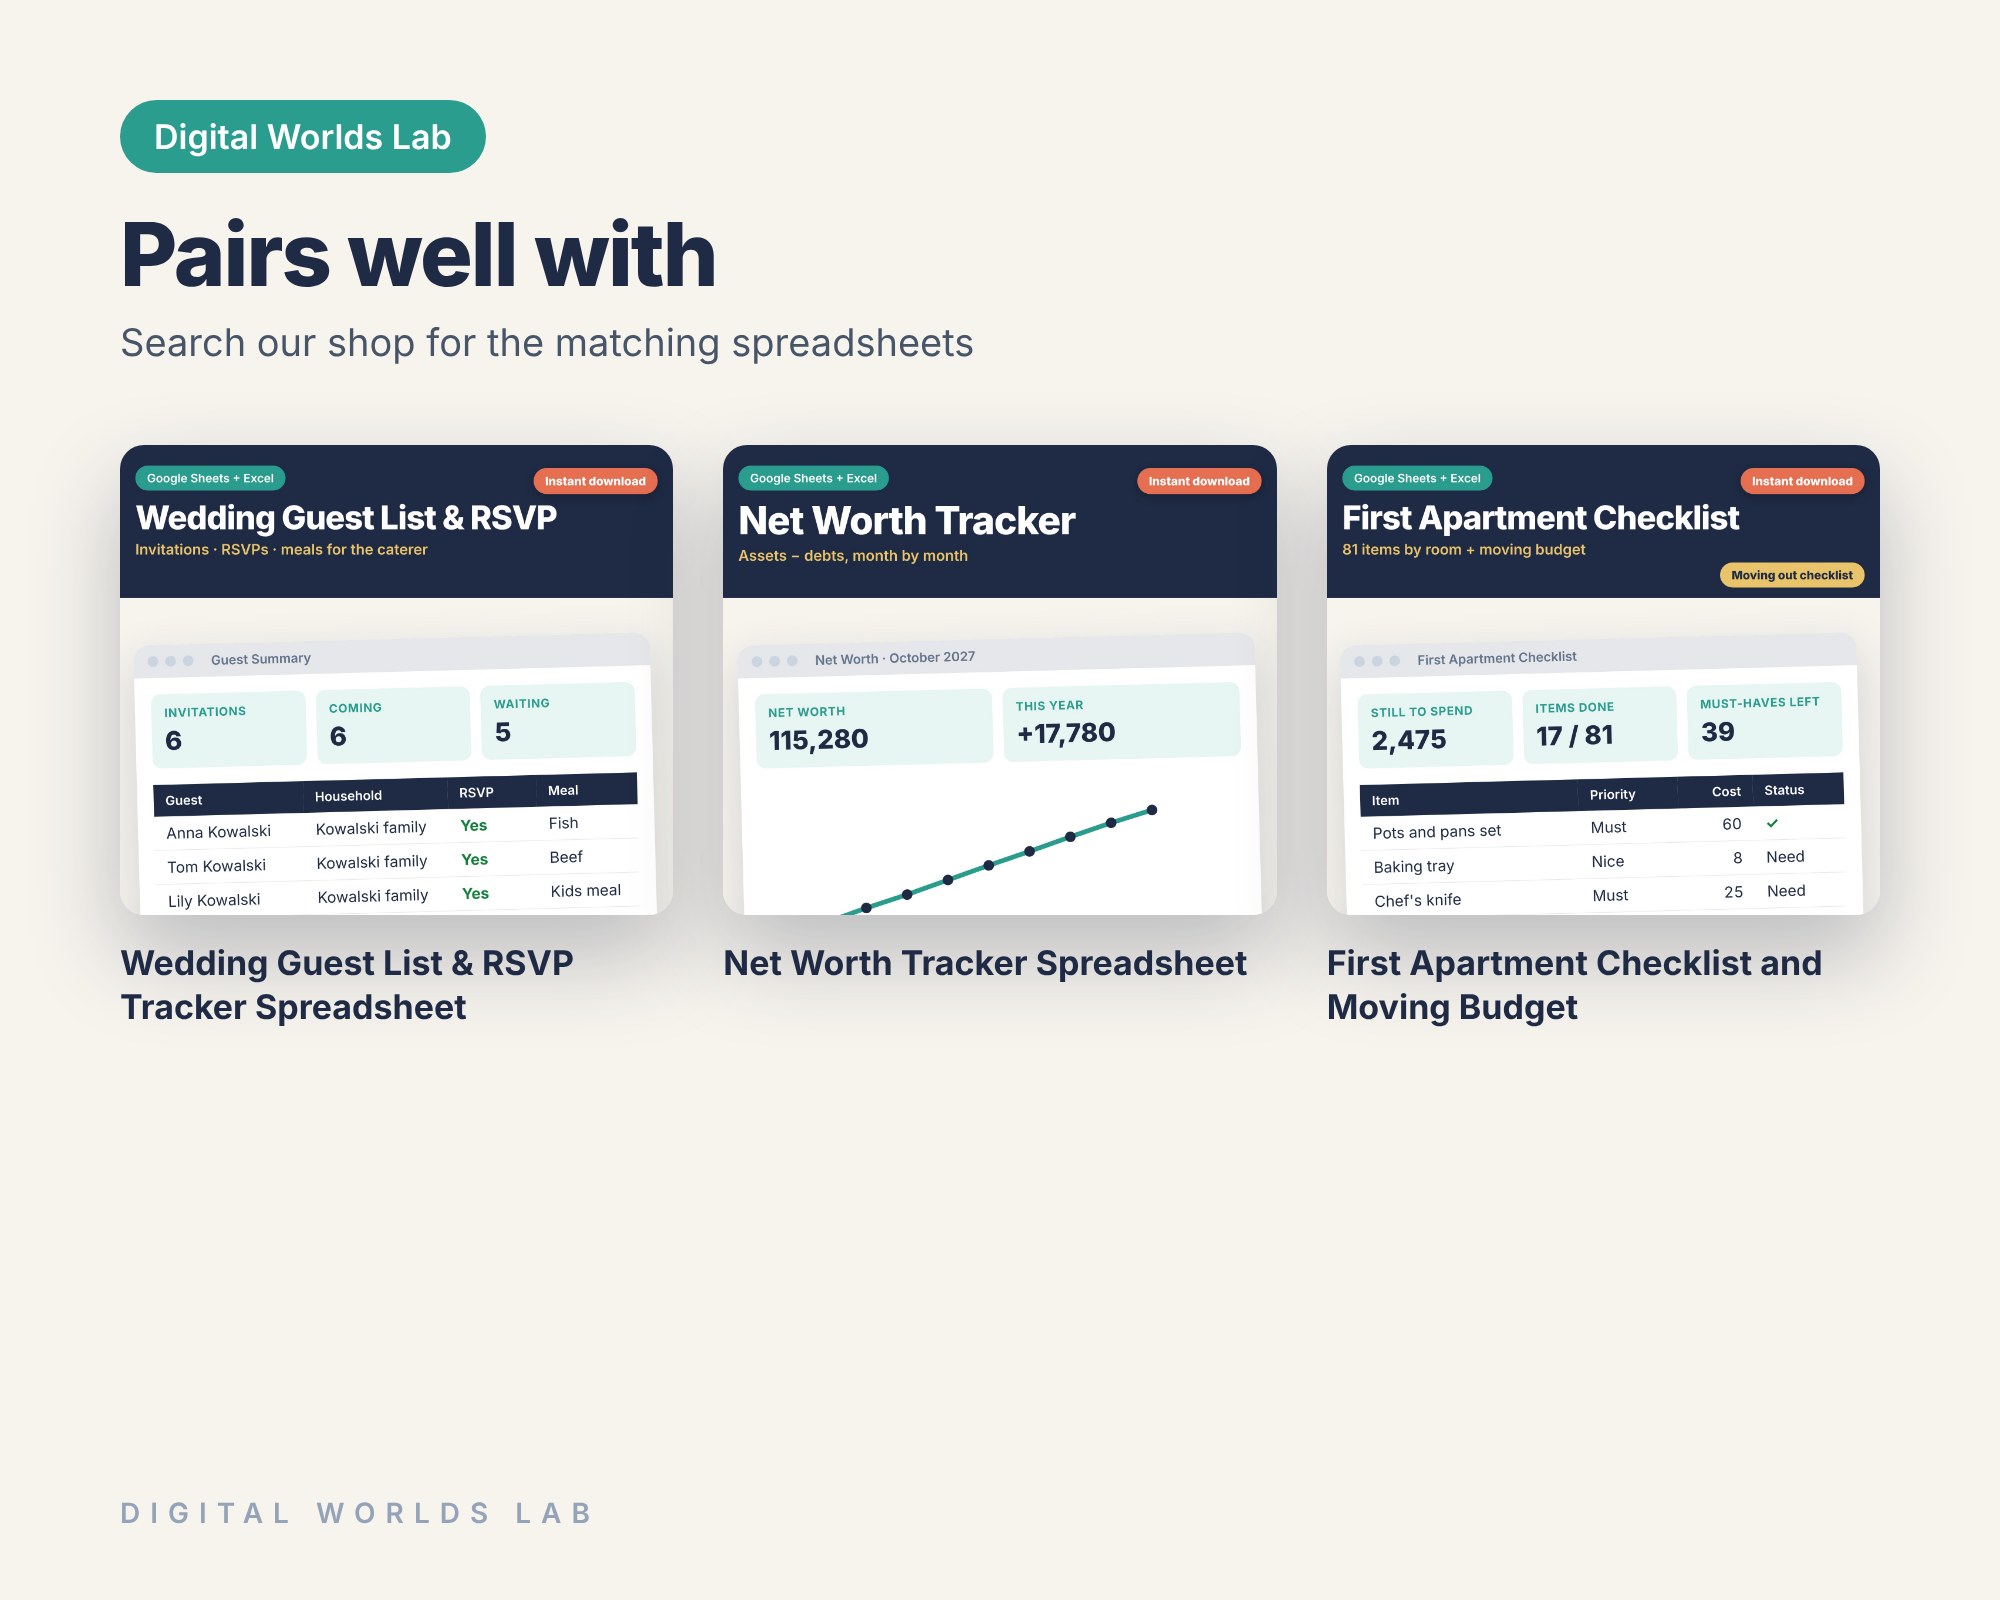 Digital Worlds Lab
Pairs well with
Search our shop for the matching spreadsheets
Google Sheets + Excel
Instant download
Wedding Guest List & RSVP
Invitations · RSVPs · meals for the caterer
Guest Summary
INVITATIONS COMING WAITING
6 6 5
Guest Household RSVP Meal
Anna Kowalski Kowalski family Yes Fish
Tom Kowalski Kowalski family Yes Beef
Lily Kowalski Kowalski family Yes Kids meal
Wedding Guest List & RSVP
Tracker Spreadsheet
Google Sheets + Excel
Instant download
Net Worth Tracker
Assets – debts, month by month
Net Worth · October 2027
NET WORTH THIS YEAR
115,280 +17,780
Net Worth Tracker Spreadsheet
Google Sheets + Excel
Instant download
First Apartment Checklist
81 items by room + moving budget
Moving out checklist
First Apartment Checklist
STILL TO SPEND ITEMS DONE MUST-HAVES LEFT
2,475 17 / 81 39
Item Priority Cost Status
Pots and pans set Must 60 ✓
Baking tray Nice 8 Need
Chef's knife Must 25 Need
First Apartment Checklist and
Moving Budget
DIGITAL WORLDS LAB